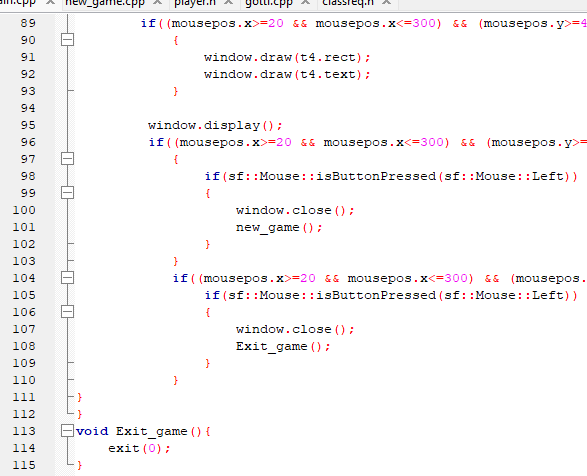 new_game.cpp player.h gotti.cpp classreq.h
89 if((mousepos.x>=20 && mousepos.x<=300) && (mousepos.y>=4
90 {
91 window.draw(t4.rect);
92 window.draw(t4.text);
93 }
94
95 window.display();
96 if((mousepos.x>=20 && mousepos.x<=300) && (mousepos.y>=
97 {
98 if(sf::Mouse::isButtonPressed(sf::Mouse::Left))
99 {
100 window.close();
101 new_game();
102 }
103 }
104 if((mousepos.x>=20 && mousepos.x<=300) && (mousepos.
105 if(sf::Mouse::isButtonPressed(sf::Mouse::Left))
106 {
107 window.close();
108 Exit_game();
109 }
110 }
111 }
112 }
113 void Exit_game(){
114 exit(0);
115 }